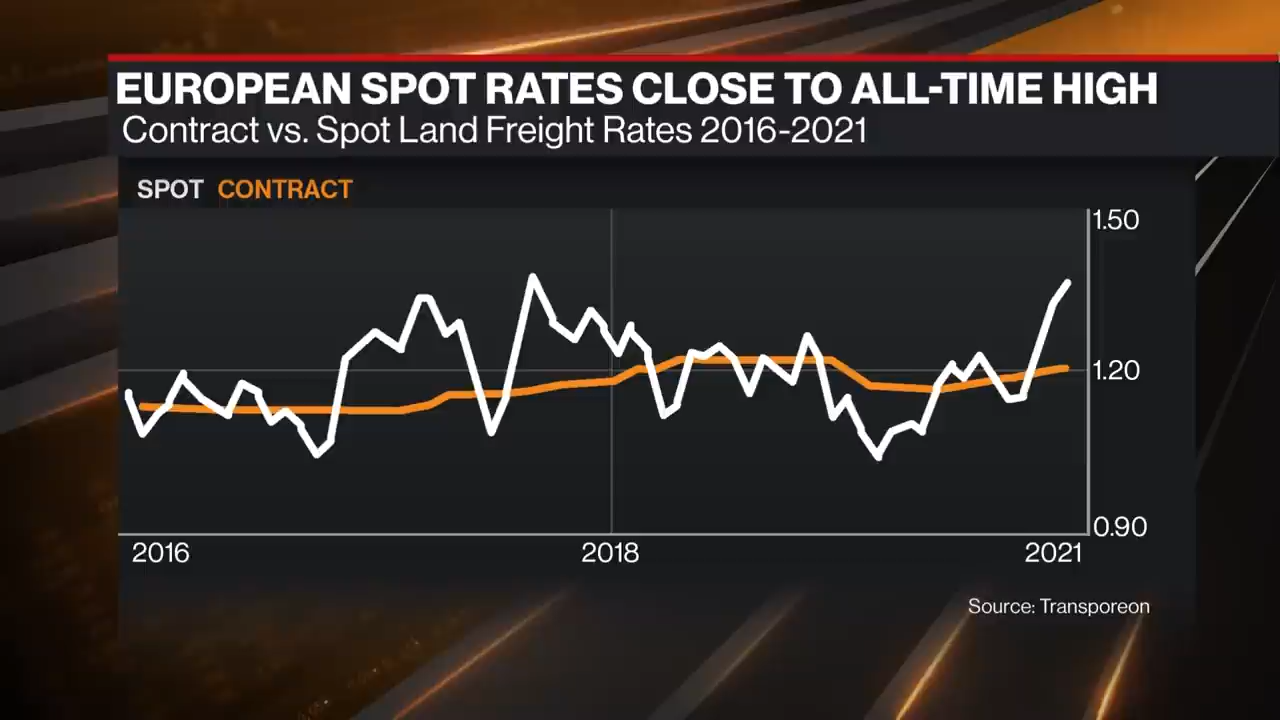 EUROPEAN SPOT RATES CLOSE TO ALL-TIME HIGH
Contract vs. Spot Land Freight Rates 2016-2021
SPOT CONTRACT
1.50
1.20
0.90
2016 2018 2021
Source: Transporeon